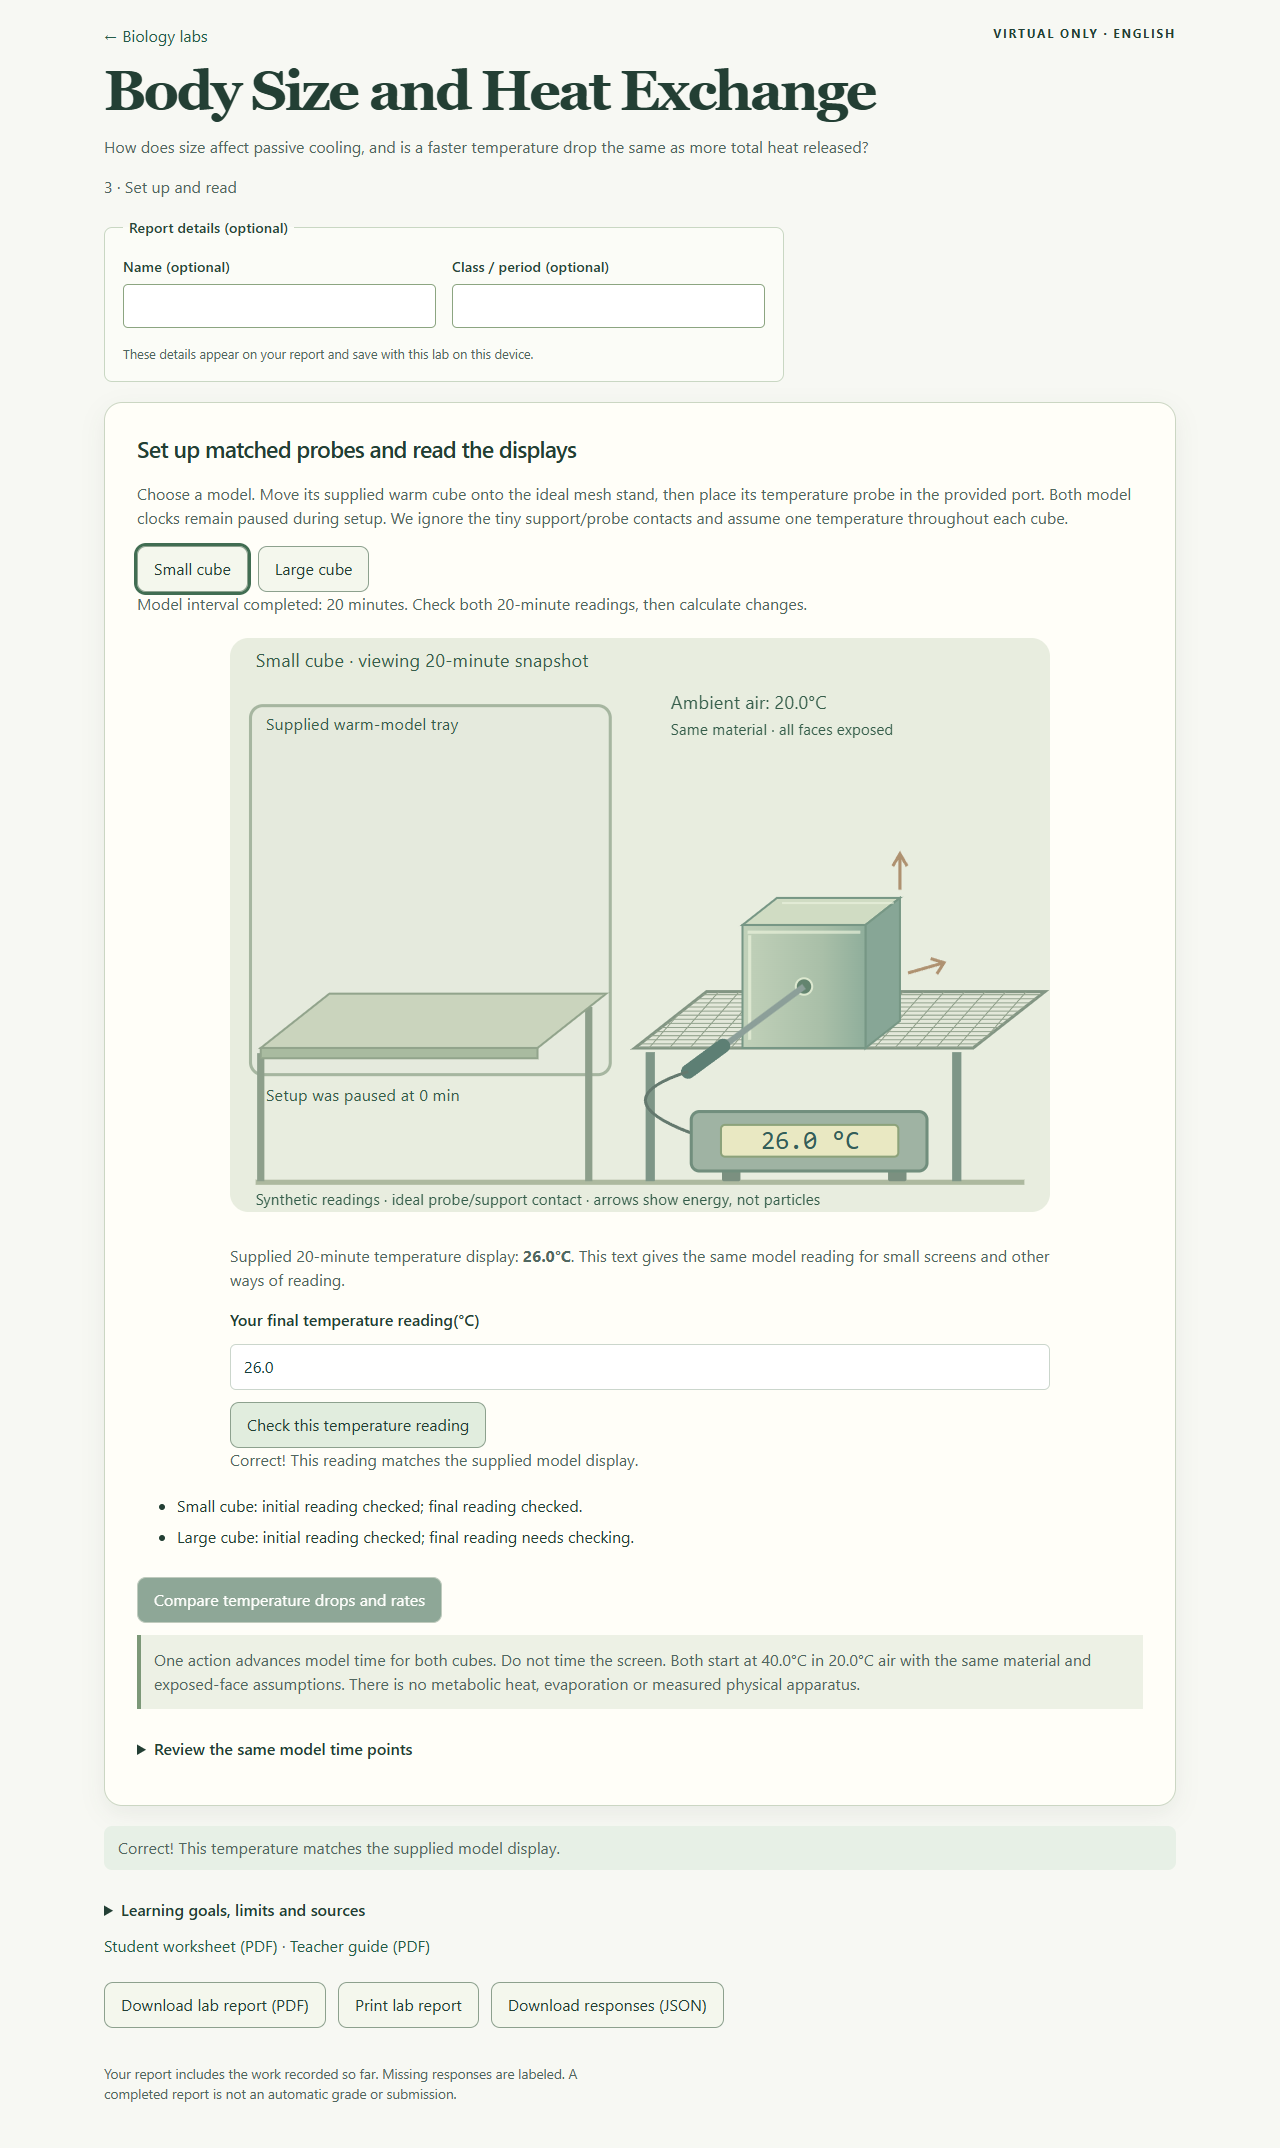 ← Biology labs
VIRTUAL ONLY · ENGLISH
Body Size and Heat Exchange
How does size affect passive cooling, and is a faster temperature drop the same as more total heat released?
3 · Set up and read
Report details (optional)
Name (optional)
Class / period (optional)
These details appear on your report and save with this lab on this device.
Set up matched probes and read the displays
Choose a model. Move its supplied warm cube onto the ideal mesh stand, then place its temperature probe in the provided port. Both model
clocks remain paused during setup. We ignore the tiny support/probe contacts and assume one temperature throughout each cube.
Small cube
Large cube
Model interval completed: 20 minutes. Check both 20-minute readings, then calculate changes.
Small cube · viewing 20-minute snapshot
Ambient air: 20.0°C
Same material · all faces exposed
Supplied warm-model tray
Setup was paused at 0 min
26.0 °C
Synthetic readings · ideal probe/support contact · arrows show energy, not particles
Supplied 20-minute temperature display: 26.0°C. This text gives the same model reading for small screens and other
ways of reading.
Your final temperature reading(°C)
26.0
Check this temperature reading
Correct! This reading matches the supplied model display.
• Small cube: initial reading checked; final reading checked.
• Large cube: initial reading checked; final reading needs checking.
Compare temperature drops and rates
One action advances model time for both cubes. Do not time the screen. Both start at 40.0°C in 20.0°C air with the same material and
exposed-face assumptions. There is no metabolic heat, evaporation or measured physical apparatus.
▶ Review the same model time points
Correct! This temperature matches the supplied model display.
▶ Learning goals, limits and sources
Student worksheet (PDF) · Teacher guide (PDF)
Download lab report (PDF)
Print lab report
Download responses (JSON)
Your report includes the work recorded so far. Missing responses are labeled. A
completed report is not an automatic grade or submission.